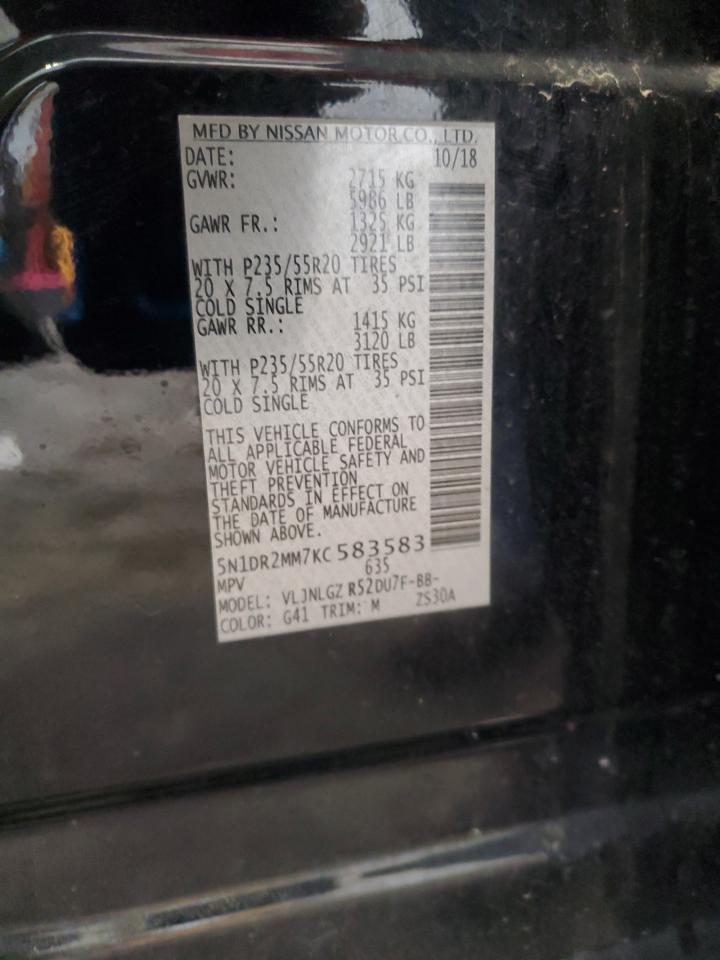 MFD BY NISSAN MOTOR CO., LTD.
DATE: 10/18
GVWR: 2715 KG
5986 LB
GAWR FR.: 1325 KG
2921 LB
WITH P235/55R20 TIRES
20 X 7.5 RIMS AT 35 PSI
COLD SINGLE
GAWR RR.: 1415 KG
3120 LB
WITH P235/55R20 TIRES
20 X 7.5 RIMS AT 35 PSI
COLD SINGLE
THIS VEHICLE CONFORMS TO
ALL APPLICABLE FEDERAL
MOTOR VEHICLE SAFETY AND
THEFT PREVENTION
STANDARDS IN EFFECT ON
THE DATE OF MANUFACTURE
SHOWN ABOVE.
5N1DR2MM7KC583583
MPV 635
MODEL: VLJNLGZ R52DU7F-BB-
COLOR: G41 TRIM: M ZS30A